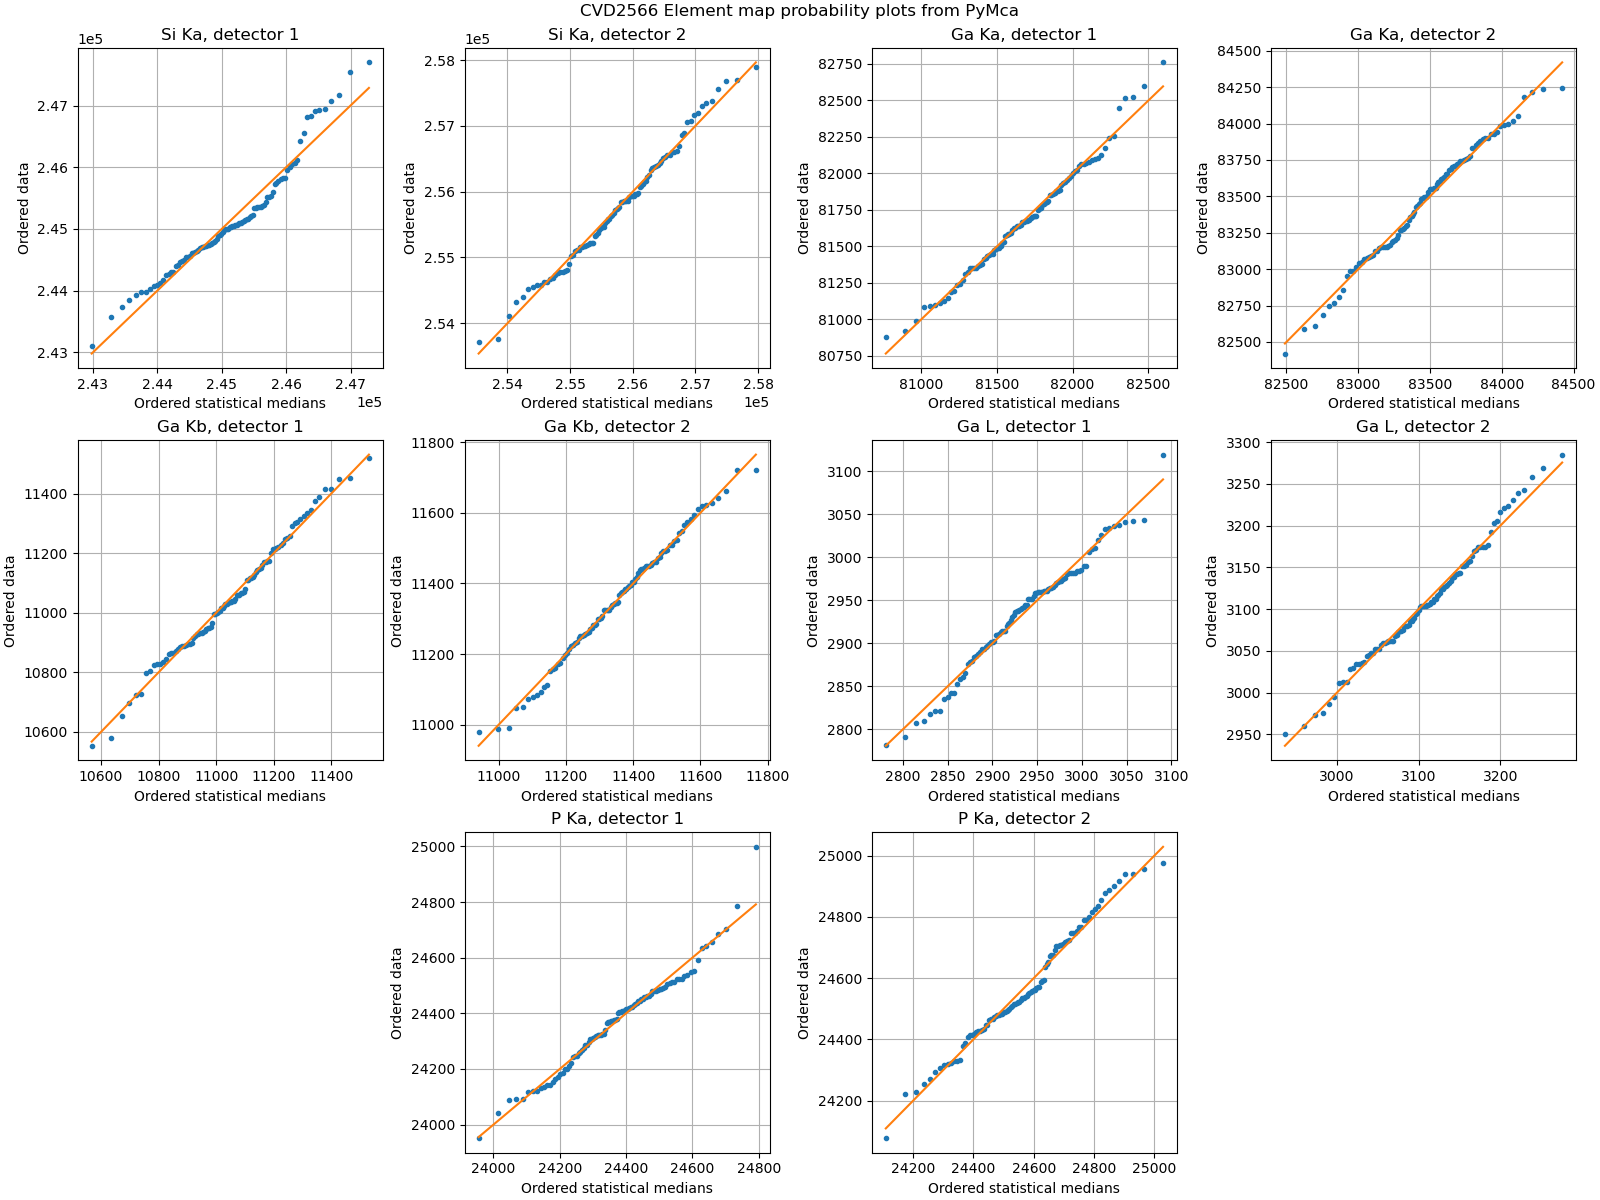 CVD2566 Element map probability plots from PyMca
Si Ka, detector 1
1e5
2.47
2.46
2.45
2.44
2.43
Ordered data
2.43 2.44 2.45 2.46 2.47
1e5
Ordered statistical medians
Si Ka, detector 2
1e5
2.58
2.57
2.56
2.55
2.54
Ordered data
2.54 2.55 2.56 2.57 2.58
1e5
Ordered statistical medians
Ga Ka, detector 1
82750
82500
82250
82000
81750
81500
81250
81000
80750
Ordered data
81000 81500 82000 82500
Ordered statistical medians
Ga Ka, detector 2
84500
84250
84000
83750
83500
83250
83000
82750
82500
Ordered data
82500 83000 83500 84000 84500
Ordered statistical medians
Ga Kb, detector 1
11400
11200
11000
10800
10600
Ordered data
10600 10800 11000 11200 11400
Ordered statistical medians
Ga Kb, detector 2
11800
11600
11400
11200
11000
Ordered data
11000 11200 11400 11600 11800
Ordered statistical medians
Ga L, detector 1
3100
3050
3000
2950
2900
2850
2800
Ordered data
2800 2850 2900 2950 3000 3050 3100
Ordered statistical medians
Ga L, detector 2
3300
3250
3200
3150
3100
3050
3000
2950
Ordered data
3000 3100 3200
Ordered statistical medians
P Ka, detector 1
25000
24800
24600
24400
24200
24000
Ordered data
24000 24200 24400 24600 24800
Ordered statistical medians
P Ka, detector 2
25000
24800
24600
24400
24200
Ordered data
24200 24400 24600 24800 25000
Ordered statistical medians